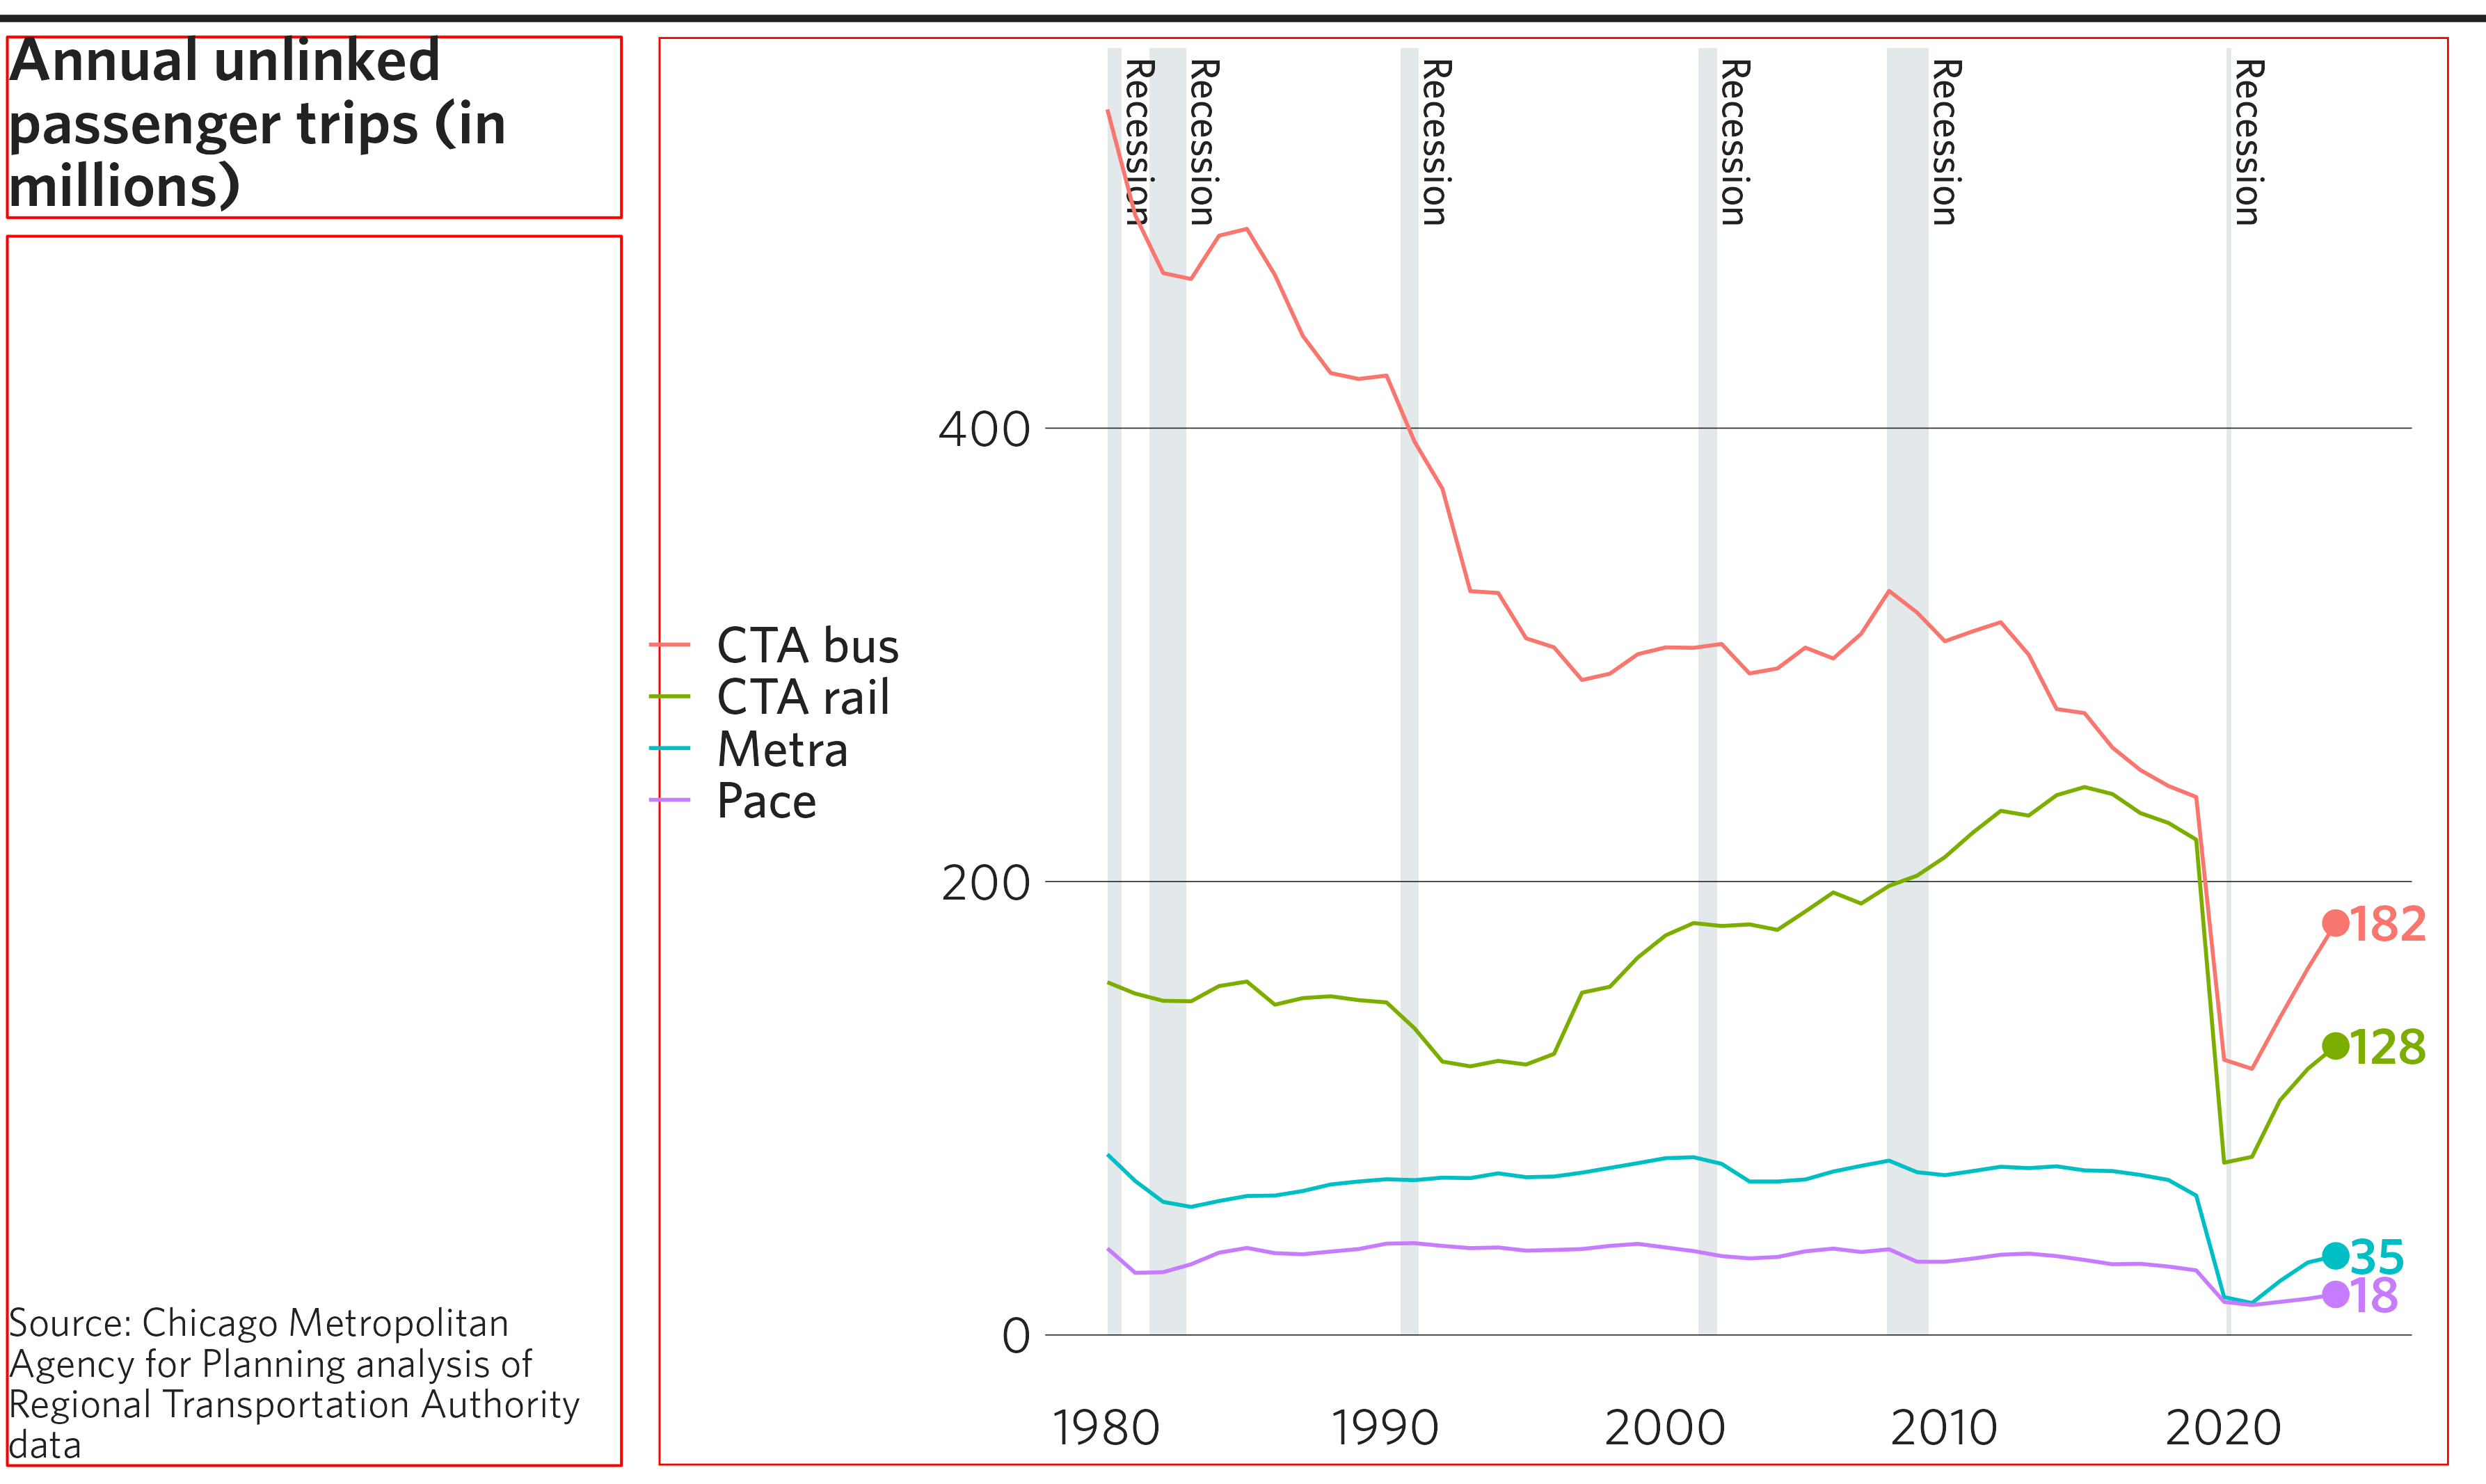 Annual unlinked
passenger trips (in
millions)
Recession
Recession
Recession
Recession
Recession
Recession
400
200
0
CTA bus
CTA rail
Metra
Pace
182
128
35
18
1980
1990
2000
2010
2020
Source: Chicago Metropolitan
Agency for Planning analysis of
Regional Transportation Authority
data